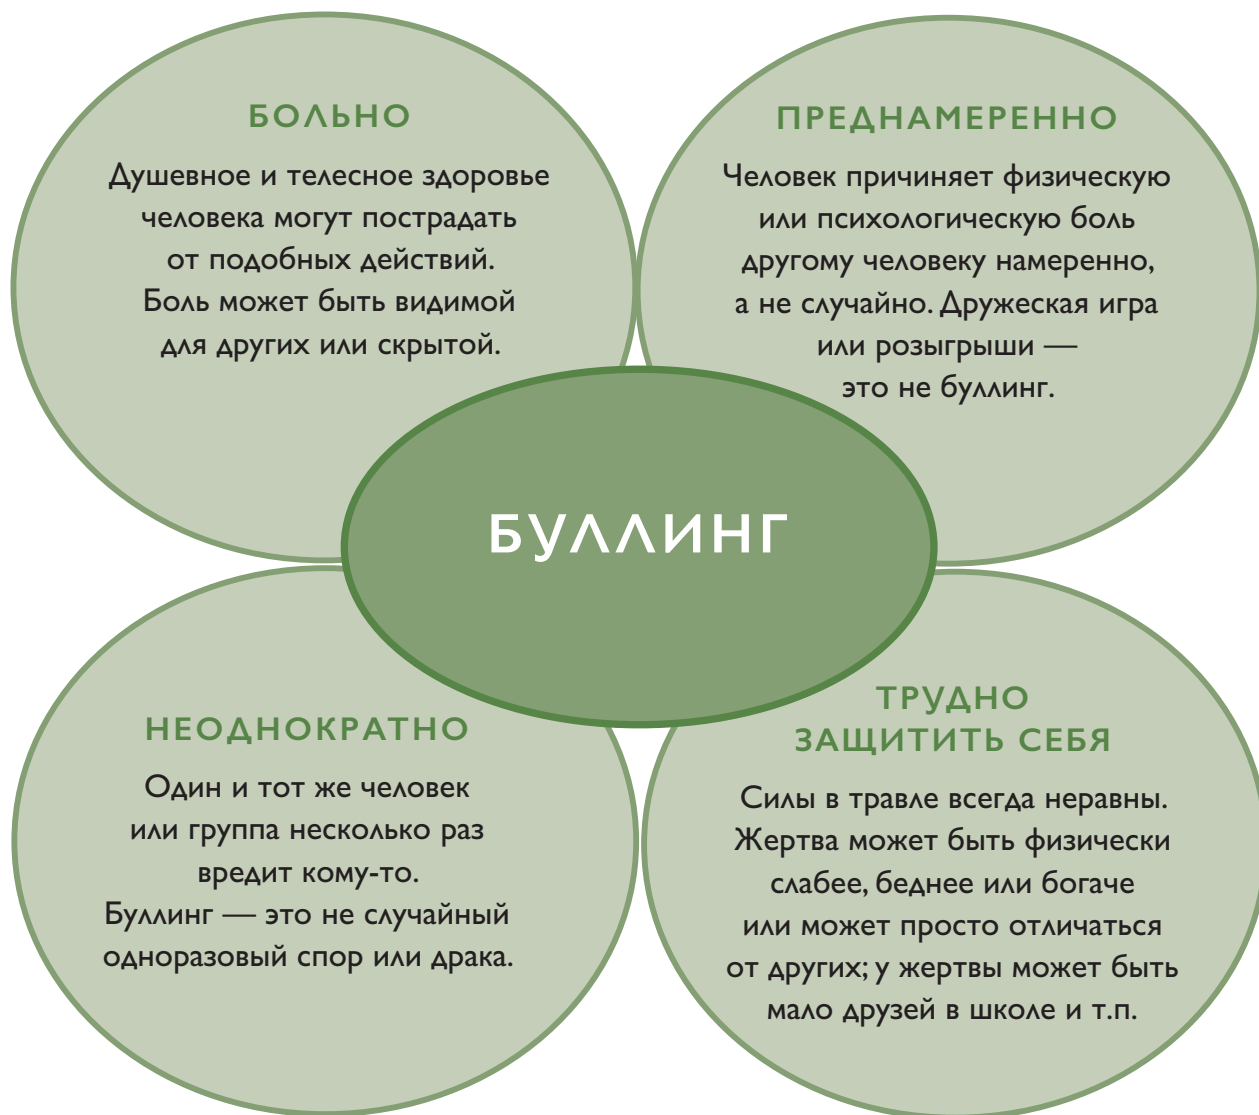 БОЛЬНО
Душевное и телесное здоровье
человека могут пострадать
от подобных действий.
Боль может быть видимой
для других или скрытой.
ПРЕДНАМЕРЕННО
Человек причиняет физическую
или психологическую боль
другому человеку намеренно,
а не случайно. Дружеская игра
или розыгрыши —
это не буллинг.
БУЛЛИНГ
НЕОДНОКРАТНО
Один и тот же человек
или группа несколько раз
вредит кому-то.
Буллинг — это не случайный
одноразовый спор или драка.
ТРУДНО
ЗАЩИТИТЬ СЕБЯ
Силы в травле всегда неравны.
Жертва может быть физически
слабее, беднее или богаче
или может просто отличаться
от других; у жертвы может быть
мало друзей в школе и т.п.